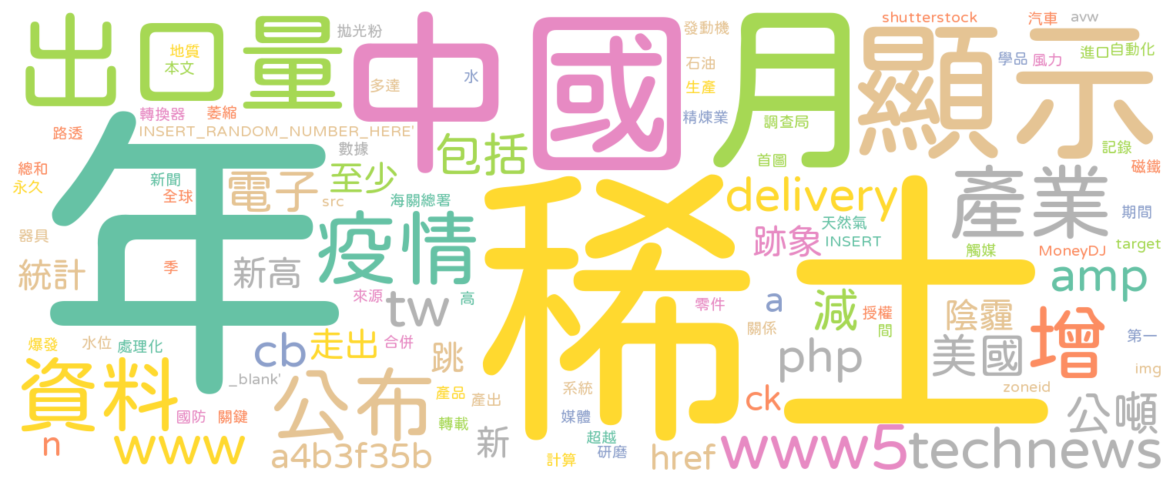 出口量
中國
月
顯示
年
稀土
拋光粉
多達
水
地質
本文
轉換器
萎縮
路透
INSERT_RANDOM_NUMBER_HERE'
數據
包括
發動機
石油
生產
精煉業
調查局
首圖
shutterstock
汽車
avw
進口
自動化
學品
風力
記錄
磁鐵
總和
永久
新聞
全球
電子
src
至少
海關總署
疫情
delivery
跡象
天然氣
INSERT
產業
期間
target
觸媒
MoneyDJ
器具
統計
季
新高
來源
高
tw
零件
a
減
授權
間
陰霾
amp
增
第一
爆發
水位
處理化
cb
走出
合併
跳
關係
php
美國
img
資料
_blank'
公布
產品
產出
系統
ck
zoneid
公噸
國防
關鍵
轉載
媒體
超越
研磨
n
www
a4b3f35b
新
計算
href
www5
technews